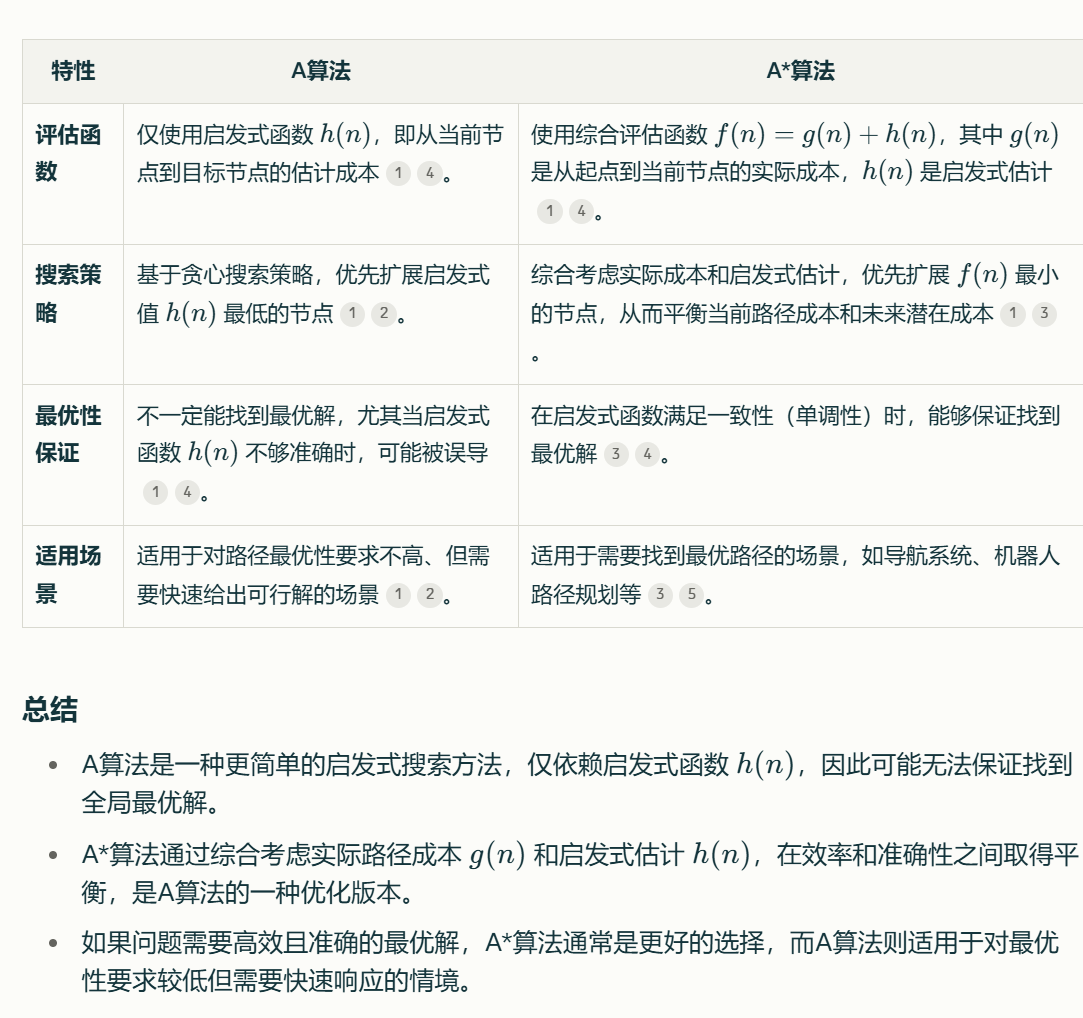 特性 A算法 A*算法
评估函
数
仅使用启发式函数 h(n)，即从当前节
点到目标节点的估计成本 1 4 。
使用综合评估函数 f(n) = g(n) + h(n)，其中 g(n)
是从起点到当前节点的实际成本，h(n) 是启发式估计
1 4 。
搜索策
略
基于贪心搜索策略，优先扩展启发式
值 h(n) 最低的节点 1 2 。
综合考虑实际成本和启发式估计，优先扩展 f(n) 最小
的节点，从而平衡当前路径成本和未来潜在成本 1 3
。
最优性
保证
不一定能找到最优解，尤其当启发式
函数 h(n) 不够准确时，可能被误导
1 4 。
在启发式函数满足一致性（单调性）时，能够保证找到
最优解 3 4 。
适用场
景
适用于对路径最优性要求不高、但需
要快速给出可行解的场景 1 2 。
适用于需要找到最优路径的场景，如导航系统、机器人
路径规划等 3 5 。
总结
• A算法是一种更简单的启发式搜索方法，仅依赖启发式函数 h(n)，因此可能无法保证找到
全局最优解。
• A*算法通过综合考虑实际路径成本 g(n) 和启发式估计 h(n)，在效率和准确性之间取得平
衡，是A算法的一种优化版本。
• 如果问题需要高效且准确的最优解，A*算法通常是更好的选择，而A算法则适用于对最优
性要求较低但需要快速响应的情境。